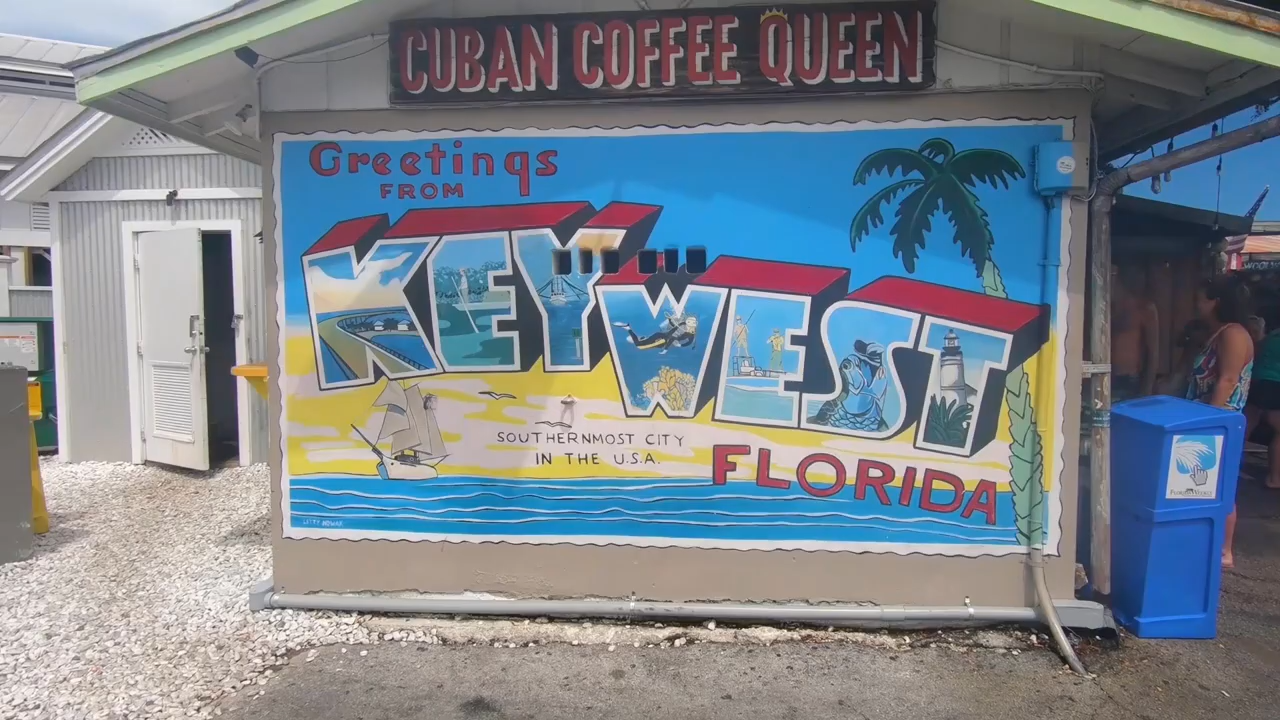 CUBAN COFFEE QUEEN
Greetings
FROM
KEY WEST
SOUTHERNMOST CITY
IN THE U.S.A.
FLORIDA